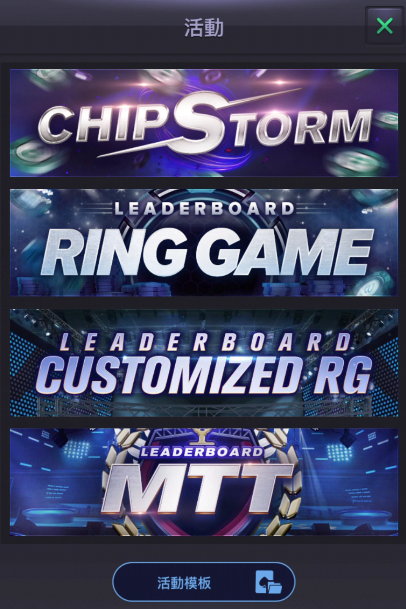 活動
CHIPSTORM
LEADERBOARD
RING GAME
LEADERBOARD
CUSTOMIZED RG
LEADERBOARD
MTT
活動模板